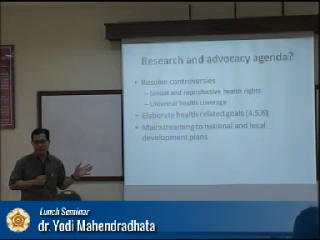 Research and advocacy agenda?
• Resolve controversies
– Sexual and reproductive health rights
– Universal health coverage
• Elaborate health related goals (4,5,6)
• Mainstreaming to national and local
development plans
Lunch Seminar
dr. Yodi Mahendradhata